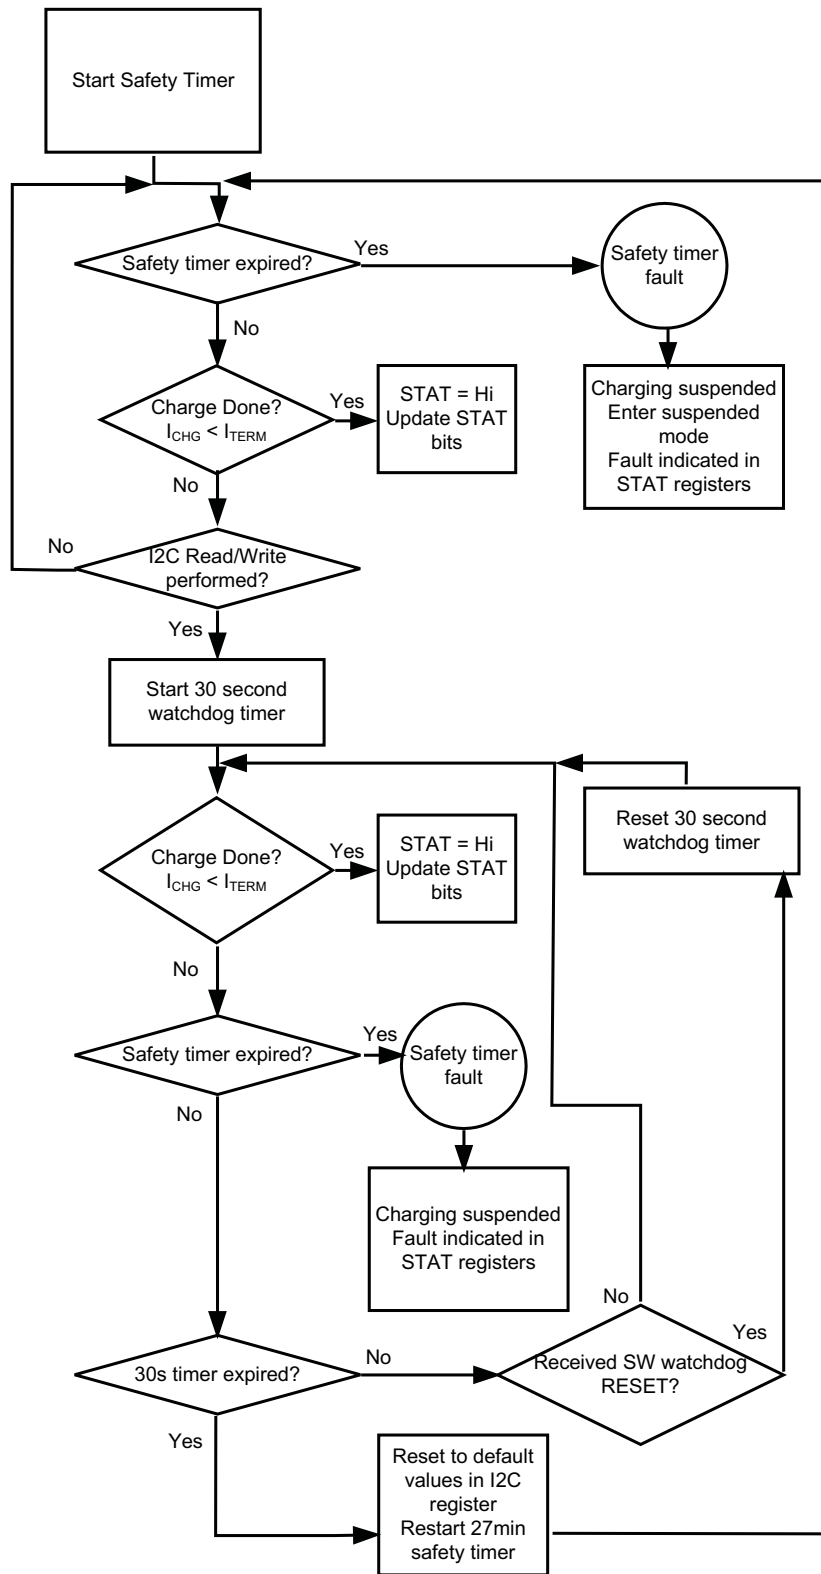 Start Safety Timer
Safety timer expired?
Yes
Safety timer
fault
No
Charging suspended
Enter suspended
mode
Fault indicated in
STAT registers
Charge Done?
I_CHG < I_TERM
Yes
STAT = Hi
Update STAT
bits
No
No
I2C Read/Write
performed?
Yes
Start 30 second
watchdog timer
Reset 30 second
watchdog timer
Charge Done?
I_CHG < I_TERM
Yes
STAT = Hi
Update STAT
bits
No
Safety timer expired?
Yes
Safety timer
fault
No
Charging suspended
Fault indicated in
STAT registers
No
Yes
30s timer expired?
No
Received SW watchdog
RESET?
Yes
Reset to default
values in I2C
register
Restart 27min
safety timer